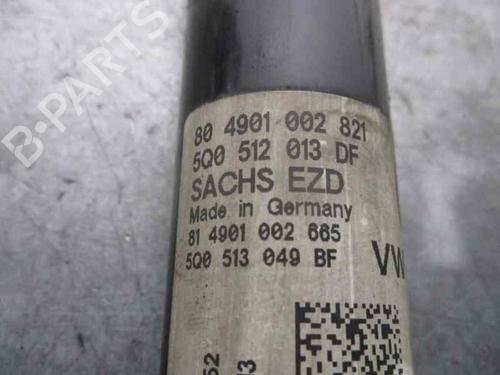 B-PARTS
80 4901 002 821
5Q0 512 013 DF
SACHS EZD
Made in Germany
81 4901 002 665
5Q0 513 049 BF
VW
52